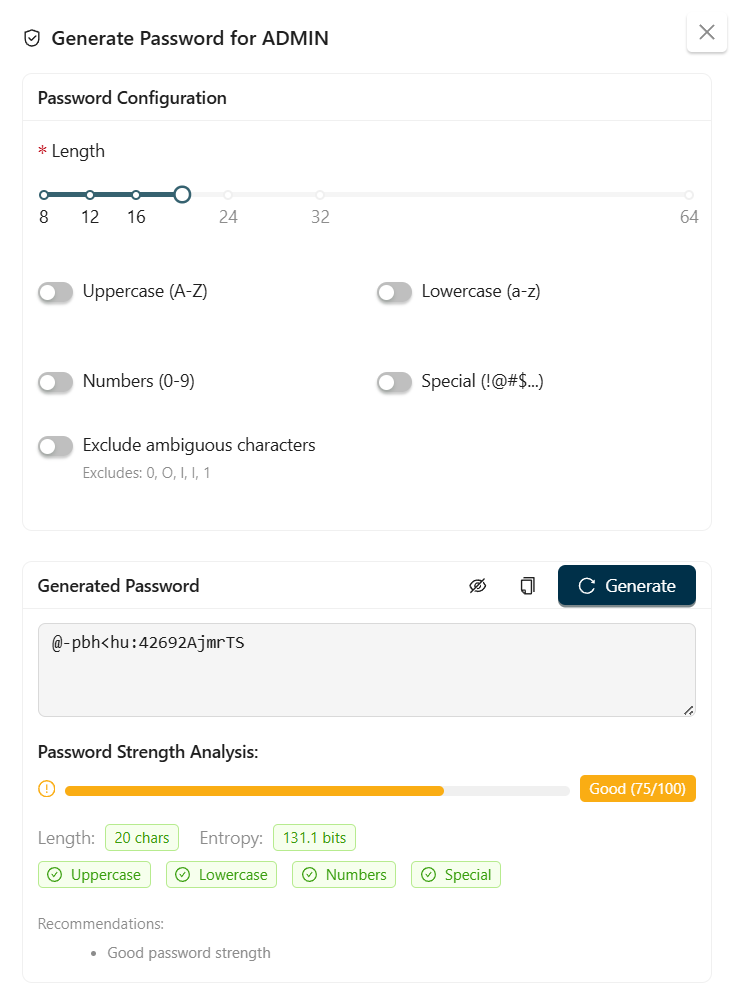 Generate Password for ADMIN
Password Configuration
* Length
8 12 16 24 32 64
Uppercase (A-Z) Lowercase (a-z)
Numbers (0-9) Special (!@#$...)
Exclude ambiguous characters
Excludes: 0, O, l, I, 1
Generated Password Generate
@-pbh<hu:42692AjmrTS
Password Strength Analysis:
Good (75/100)
Length: 20 chars Entropy: 131.1 bits
Uppercase Lowercase Numbers Special
Recommendations:
• Good password strength